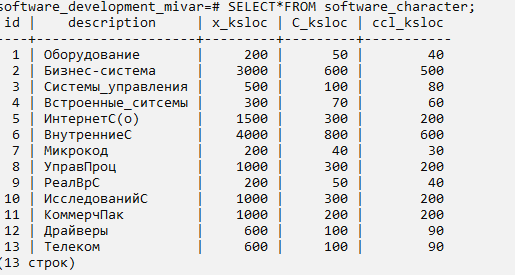 software_development_mivar=# SELECT*FROM software_character;
id | description | x_ksloc | C_ksloc | ccl_ksloc
----+--------------------+---------+---------+-----------
1 | Оборудование | 200 | 50 | 40
2 | Бизнес-система | 3000 | 600 | 500
3 | Системы_управления | 500 | 100 | 80
4 | Встроенные_ситсемы | 300 | 70 | 60
5 | ИнтернетС(о) | 1500 | 300 | 200
6 | ВнутренниеС | 4000 | 800 | 600
7 | Микрокод | 200 | 40 | 30
8 | УправПроц | 1000 | 300 | 200
9 | РеалВрС | 200 | 50 | 40
10 | ИсследованийС | 1000 | 300 | 200
11 | КоммерчПак | 1000 | 200 | 200
12 | Драйверы | 600 | 100 | 90
13 | Телеком | 600 | 100 | 90
(13 строк)